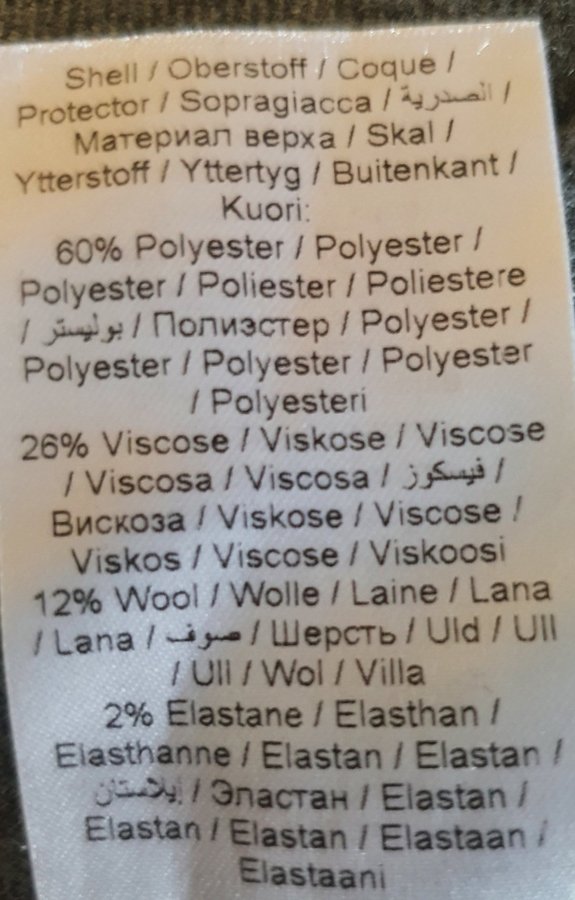 Shell / Oberstoff / Coque /
Protector / Sopragiacca / الصدرية /
Материал верха / Skal /
Ytterstoff / Yttertyg / Buitenkant /
Kuori:
60% Polyester / Polyester /
Polyester / Poliester / Poliestere
/ بوليستر / Полиэстер / Polyester /
Polyester / Polyester / Polyester
/ Polyesteri
26% Viscose / Viskose / Viscose
/ Viscosa / Viscosa / فيسكوز /
Вискоза / Viskose / Viscose /
Viskos / Viscose / Viskoosi
12% Wool / Wolle / Laine / Lana
/ Lana / صوف / Шерсть / Uld / Ull
/ Ull / Wol / Villa
2% Elastane / Elasthan /
Elasthanne / Elastan / Elastan /
إيلاستان / Эластан / Elastan /
Elastan / Elastan / Elastaan /
Elastaani